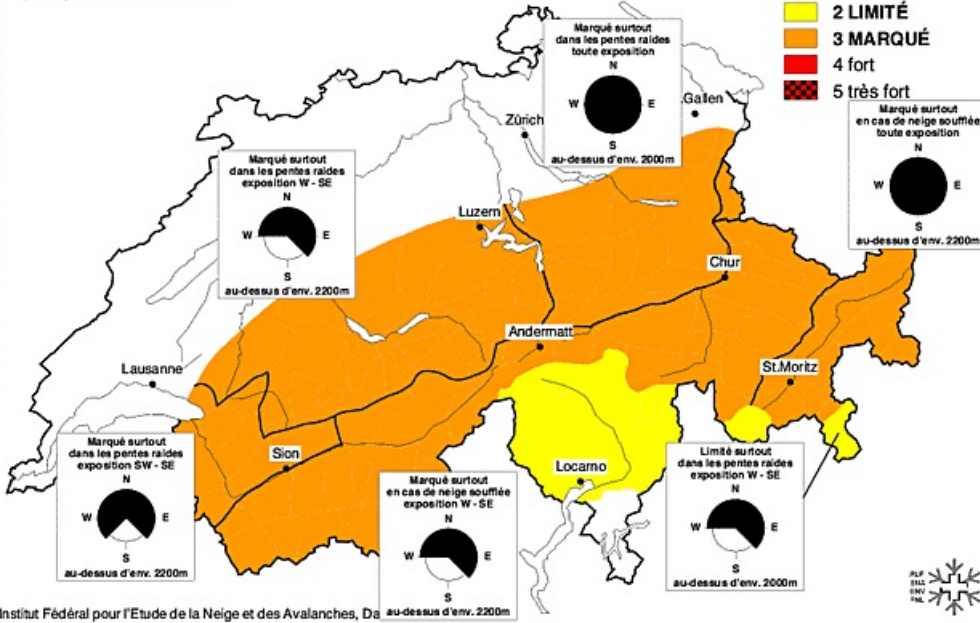 2 LIMITÉ
3 MARQUÉ
4 fort
5 très fort
Marqué surtout
dans les pentes raides
toute exposition
N
W E
S
au-dessus d'env. 2000m
.Gallen
Zürich
Marqué surtout
en cas de neige soufflée
toute exposition
N
W E
S
au-dessus d'env. 2200m
Marqué surtout
dans les pentes raides
exposition W - SE
N
W E
S
au-dessus d'env. 2200m
Luzern
Chur
Andermatt
Lausanne
St.Moritz
Sion
Locarno
Marqué surtout
dans les pentes raides
exposition SW - SE
N
W E
S
au-dessus d'env. 2200m
Marqué surtout
en cas de neige soufflée
exposition W - SE
N
W E
S
au-dessus d'env. 2200m
Limité surtout
dans les pentes raides
exposition W - SE
N
W E
S
au-dessus d'env. 2000m
SLF
ENA
ENV
SNL
Institut Fédéral pour l'Etude de la Neige et des Avalanches, Da